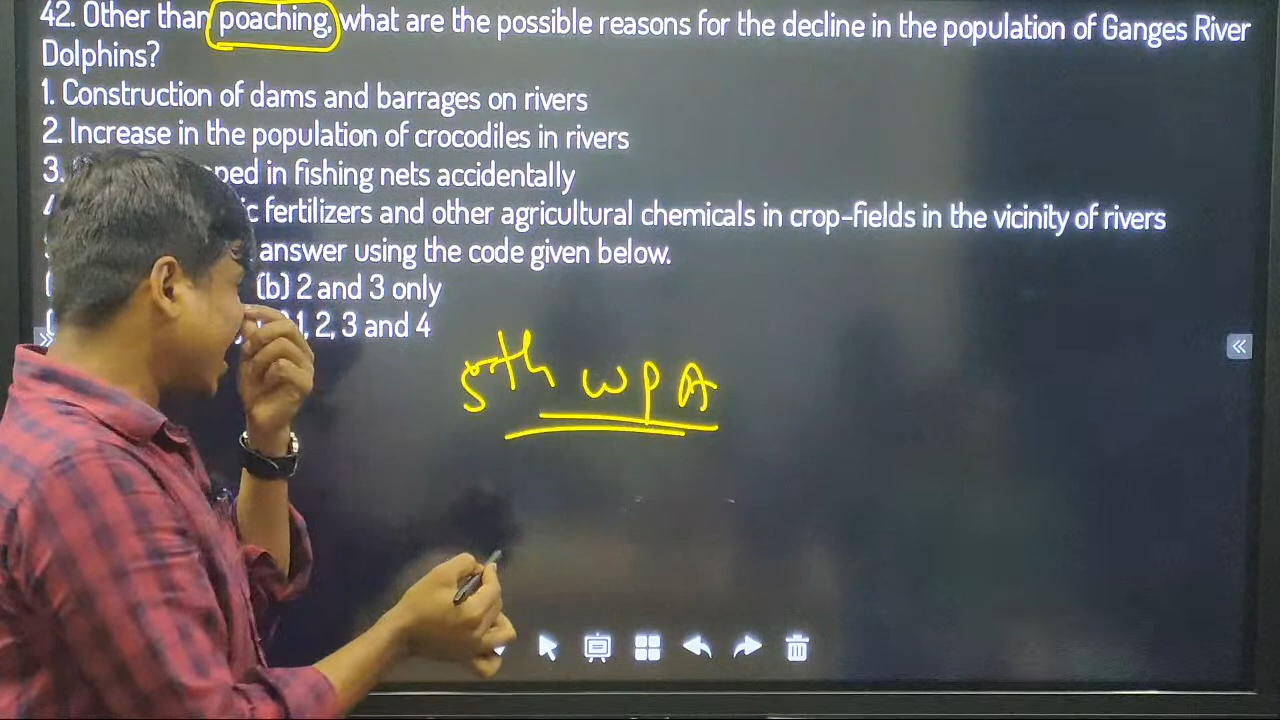 42. Other than poaching, what are the possible reasons for the decline in the population of Ganges River
Dolphins?
1. Construction of dams and barrages on rivers
2. Increase in the population of crocodiles in rivers
3. in fishing nets accidentally
fertilizers and other agricultural chemicals in crop-fields in the vicinity of rivers
answer using the code given below.
(b) 2 and 3 only
1, 2, 3 and 4
5th WPA